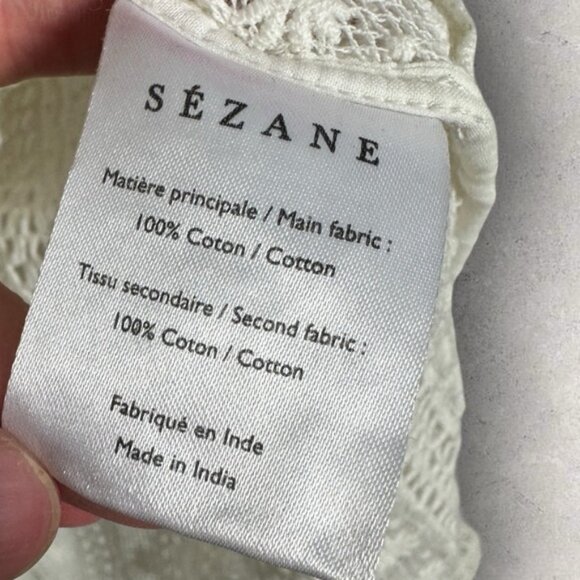 SÉZANE
Matière principale / Main fabric :
100% Coton / Cotton
Tissu secondaire / Second fabric :
100% Coton / Cotton
Fabriqué en Inde
Made in India